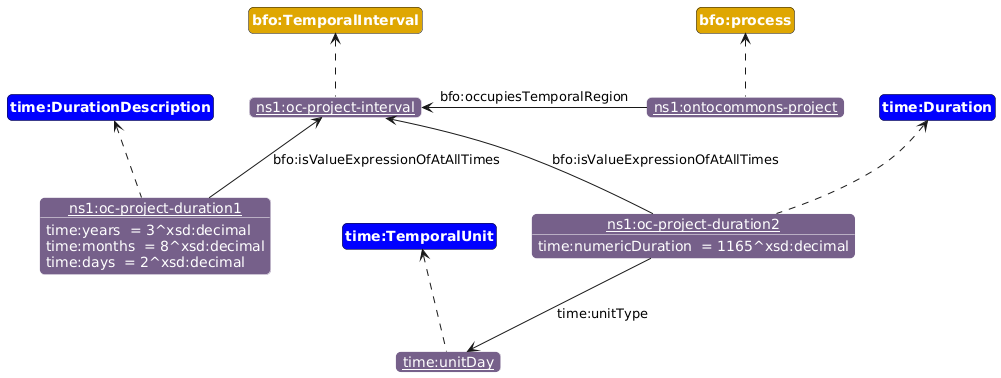 bfo:TemporalInterval
bfo:process
bfo:occupiesTemporalRegion
time:DurationDescription
ns1:oc-project-interval
ns1:ontocommons-project
time:Duration
bfo:isValueExpressionOfAtAllTimes
bfo:isValueExpressionOfAtAllTimes
ns1:oc-project-duration1
time:years = 3^xsd:decimal
time:months = 8^xsd:decimal
time:days = 2^xsd:decimal
time:TemporalUnit
ns1:oc-project-duration2
time:numericDuration = 1165^xsd:decimal
time:unitType
time:unitDay